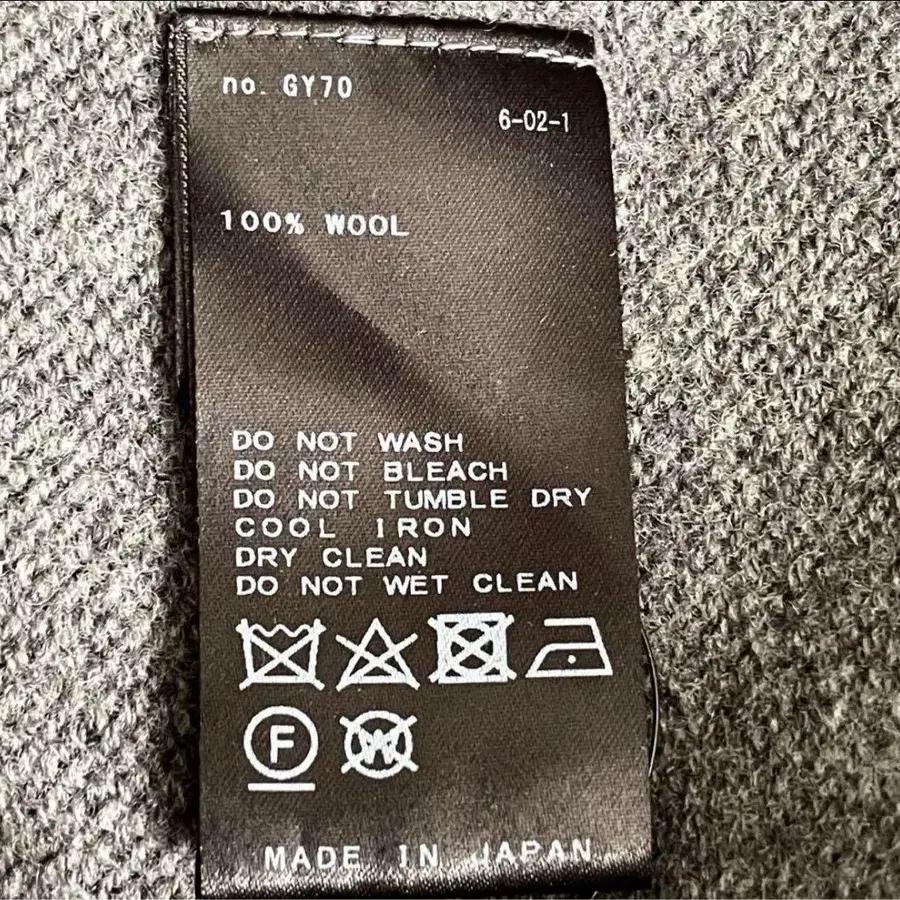 no. GY70
6-02-1
100% WOOL
DO NOT WASH
DO NOT BLEACH
DO NOT TUMBLE DRY
COOL IRON
DRY CLEAN
DO NOT WET CLEAN
F
W
MADE IN JAPAN